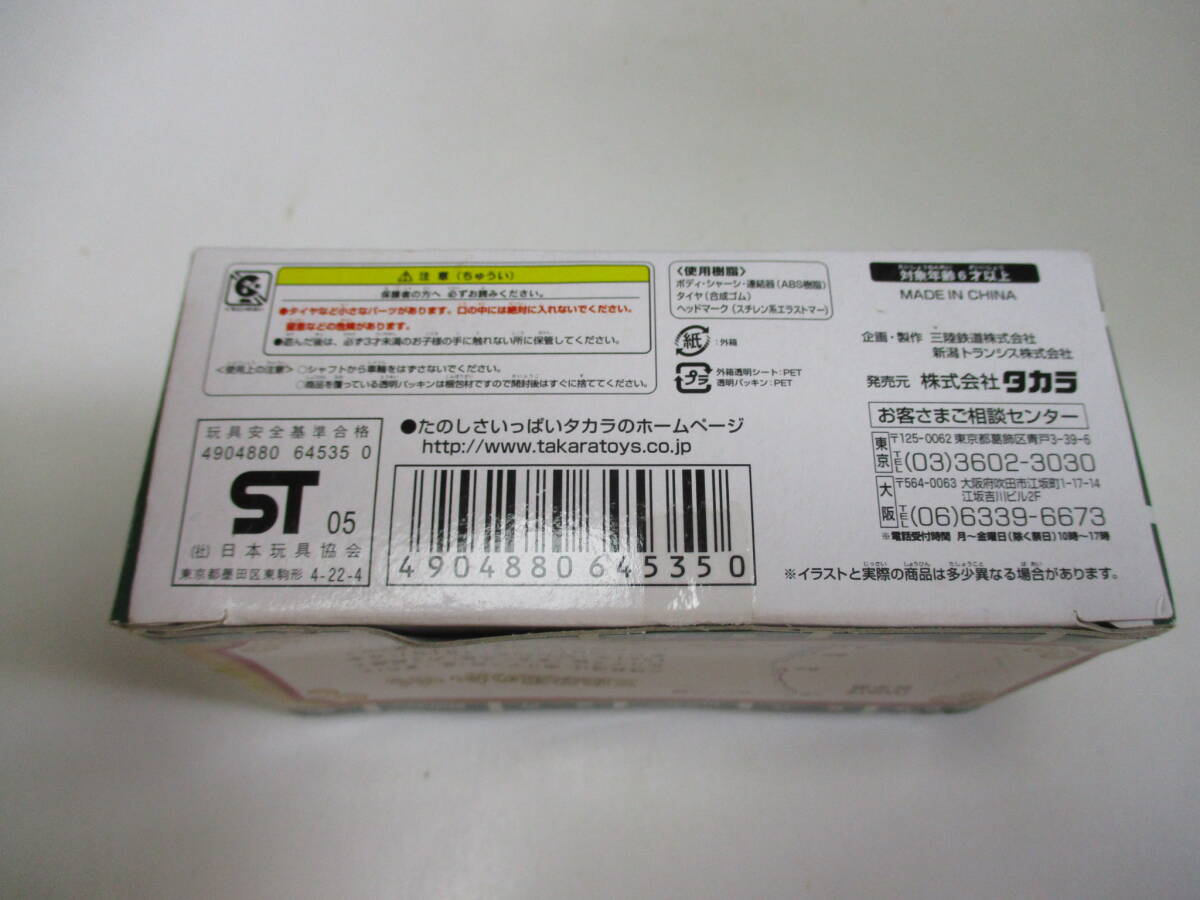 ⚠ 注意（ちゅうい）
保護者の方へ 必ずお読みください。
●タイヤなど小さなパーツがあります。口の中には絶対に入れないでください。
窒息などの危険があります。
●遊んだ後は、必ず3才未満のお子様の手に触れない所に保管してください。
<使用上の注意> ○シャフトから車輪をはずさないでください。
○商品を覆っている透明パッキンは梱包材ですので開封後はすぐに捨ててください。
玩具安全基準合格
4904880 64535 0
ST 05
(社) 日本玩具協会
東京都墨田区東駒形 4-22-4
●たのしさいっぱいタカラのホームページ
http://www.takaratoys.co.jp
4904880645350
<使用樹脂>
ボディ・シャーシ・連結器（ABS樹脂）
タイヤ（合成ゴム）
ヘッドマーク（スチレン系エラストマー）
紙 :外箱
プラ 外箱透明シート:PET
透明パッキン:PET
対象年齢6才以上
MADE IN CHINA
企画・製作 三陸鉄道株式会社
新潟トランシス株式会社
発売元 株式会社タカラ
お客さまご相談センター
東京 〒125-0062 東京都葛飾区青戸3-39-6
TEL (03)3602-3030
大阪 〒564-0063 大阪府吹田市江坂町1-17-14
江坂吉川ビル2F
TEL (06)6339-6673
※電話受付時間 月〜金曜日（除く祭日）10時〜17時
※イラストと実際の商品は多少異なる場合があります。